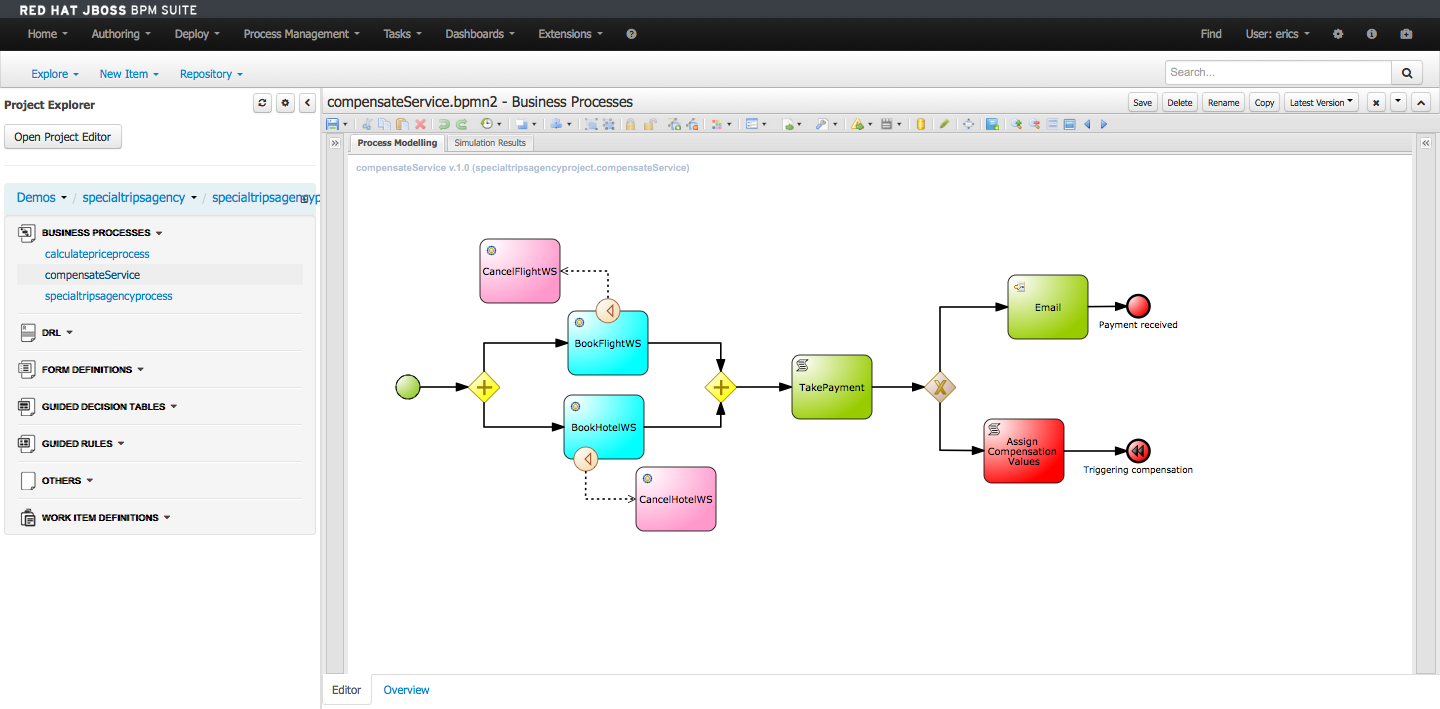 RED HAT JBOSS BPM SUITE
Home Authoring Deploy Process Management Tasks Dashboards Extensions Find User: erics
Explore New Item Repository Search...
Project Explorer
Open Project Editor
Demos / specialtripsagency / specialtripsagencyp
BUSINESS PROCESSES
calculatepriceprocess
compensateService
specialtripsagencyprocess
DRL
FORM DEFINITIONS
GUIDED DECISION TABLES
GUIDED RULES
OTHERS
WORK ITEM DEFINITIONS
compensateService.bpmn2 - Business Processes
Save Delete Rename Copy Latest Version
Process Modelling Simulation Results
compensateService v.1.0 (specialtripsagencyproject.compensateService)
CancelFlightWS
BookFlightWS
BookHotelWS
CancelHotelWS
TakePayment
Email
Payment received
Assign
Compensation
Values
Triggering compensation
Editor Overview